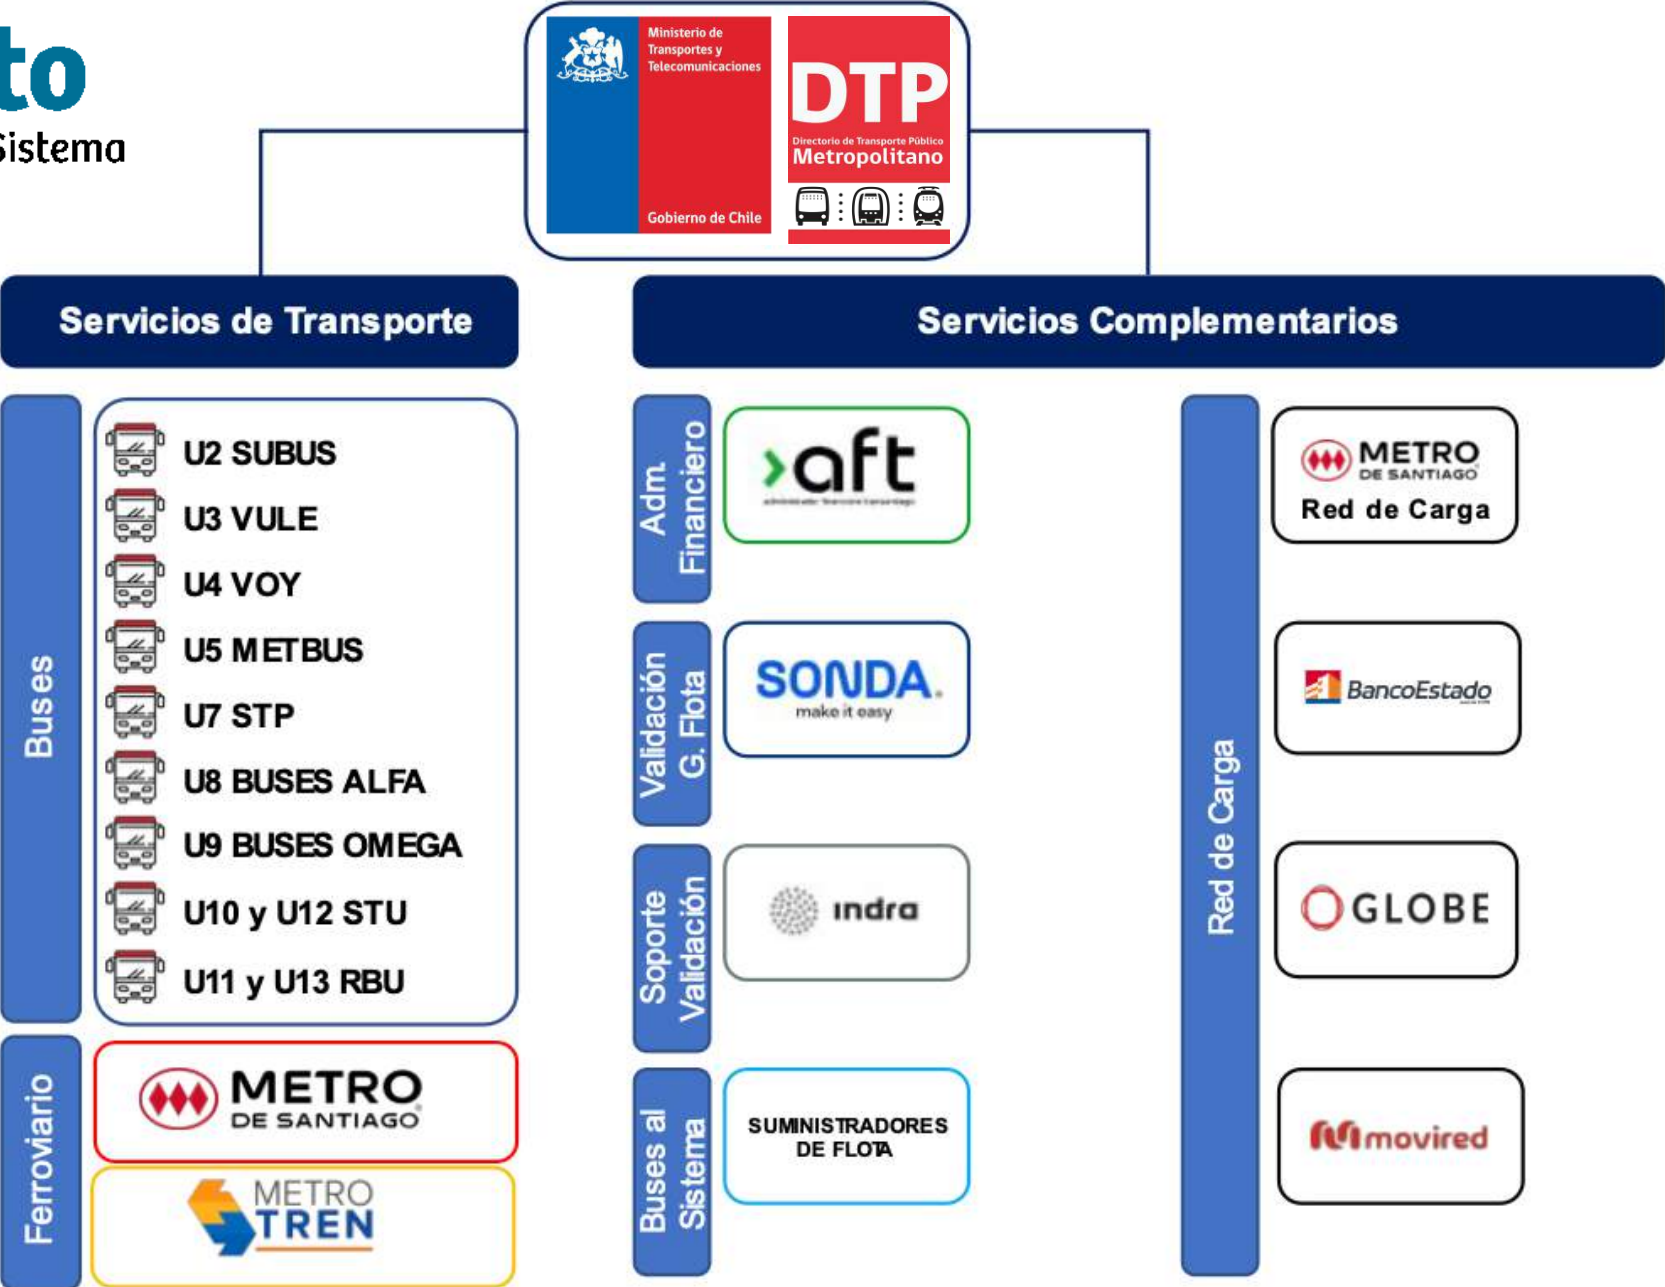 to
Sistema
Ministerio de
Transportes y
Telecomunicaciones
Gobierno de Chile
DTP
Directorio de Transporte Público
Metropolitano
Servicios de Transporte
Servicios Complementarios
Buses
U2 SUBUS
U3 VULE
U4 VOY
U5 METBUS
U7 STP
U8 BUSES ALFA
U9 BUSES OMEGA
U10 y U12 STU
U11 y U13 RBU
Ferroviario
METRO
DE SANTIAGO
METRO
TREN
Adm.
Financiero
aft
Validación
G. Flota
SONDA
make it easy
Soporte
Validación
indra
Buses al
Sistema
SUMINISTRADORES
DE FLOTA
Red de Carga
METRO
DE SANTIAGO
Red de Carga
BancoEstado
GLOBE
movired